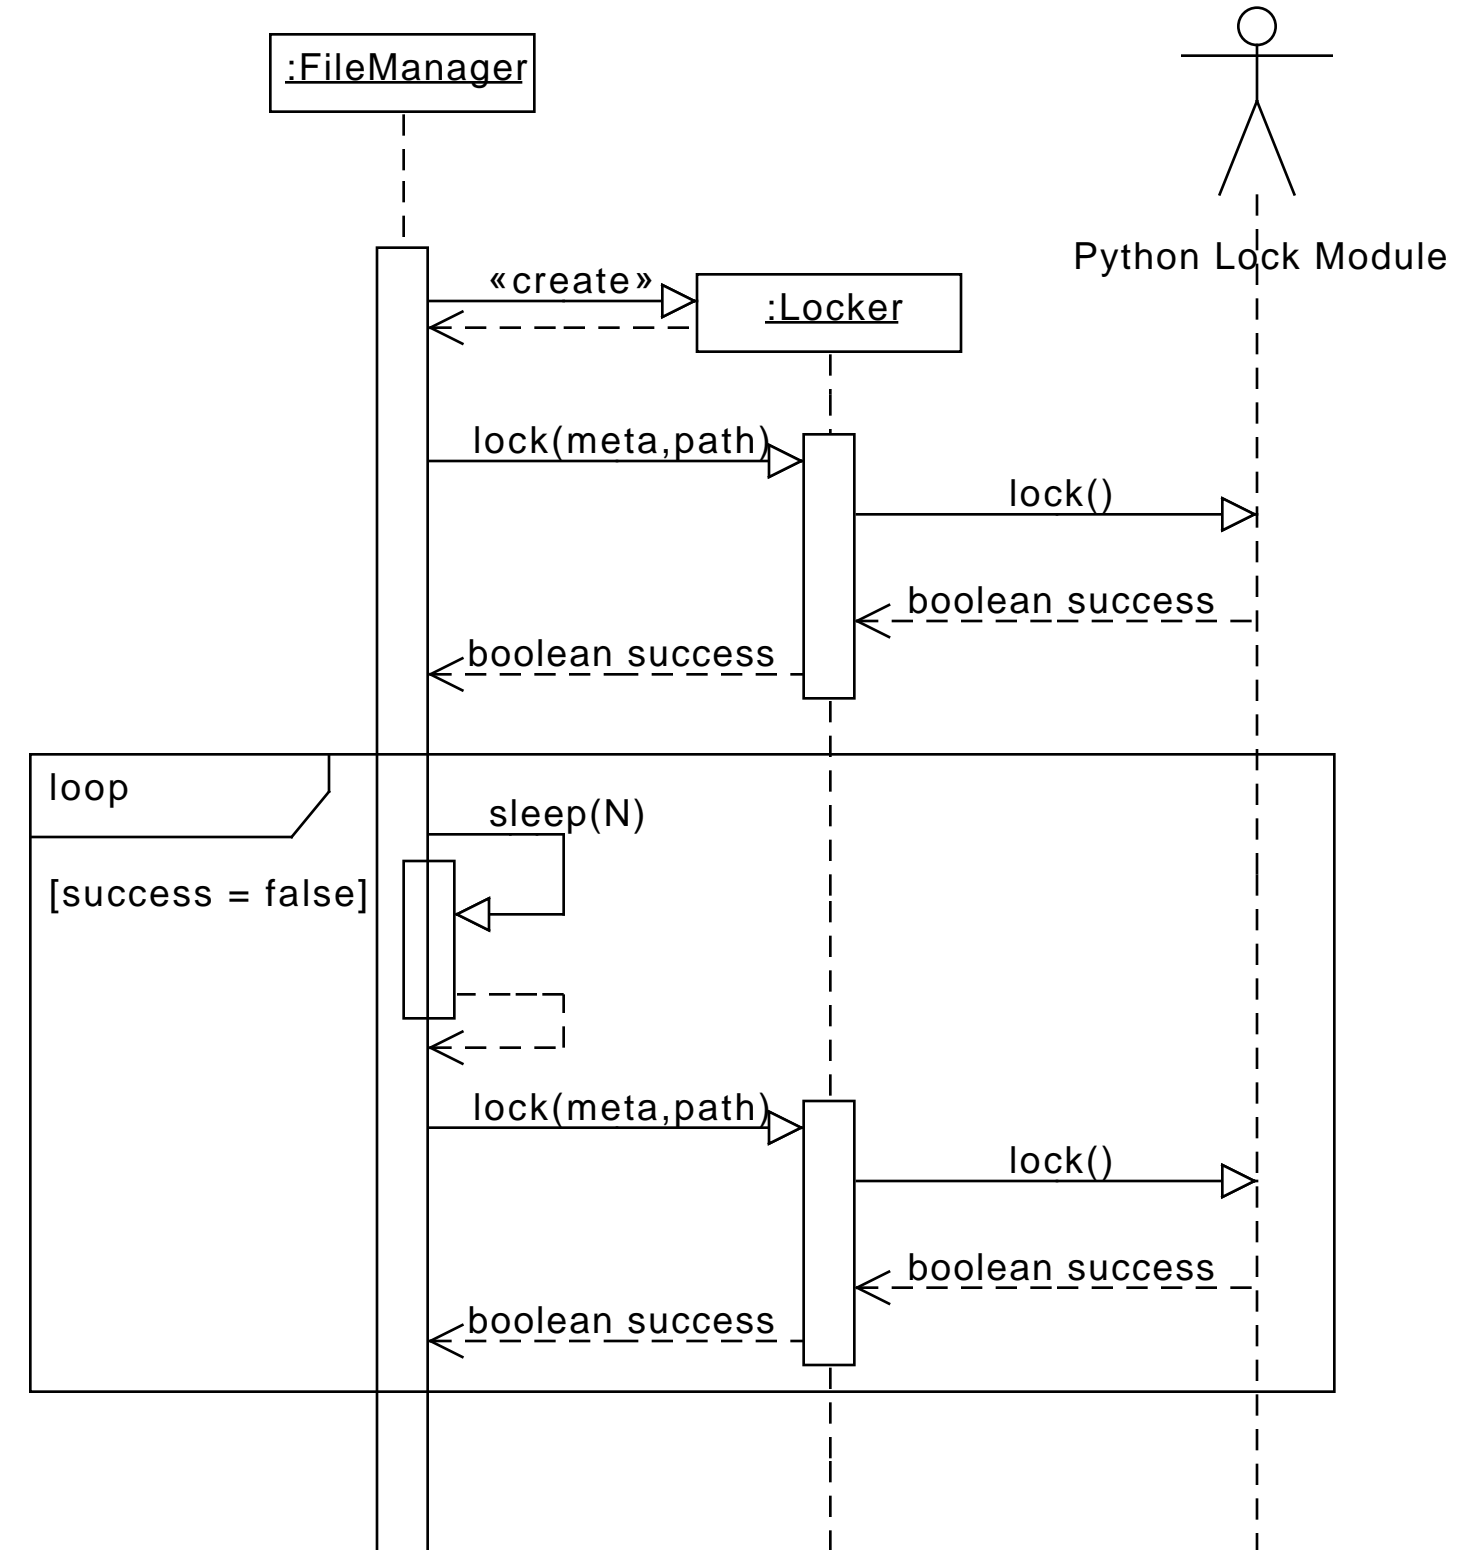 :FileManager
Python Lock Module
«create»
:Locker
lock(meta,path)
lock()
boolean success
boolean success
loop
sleep(N)
[success = false]
lock(meta,path)
lock()
boolean success
boolean success